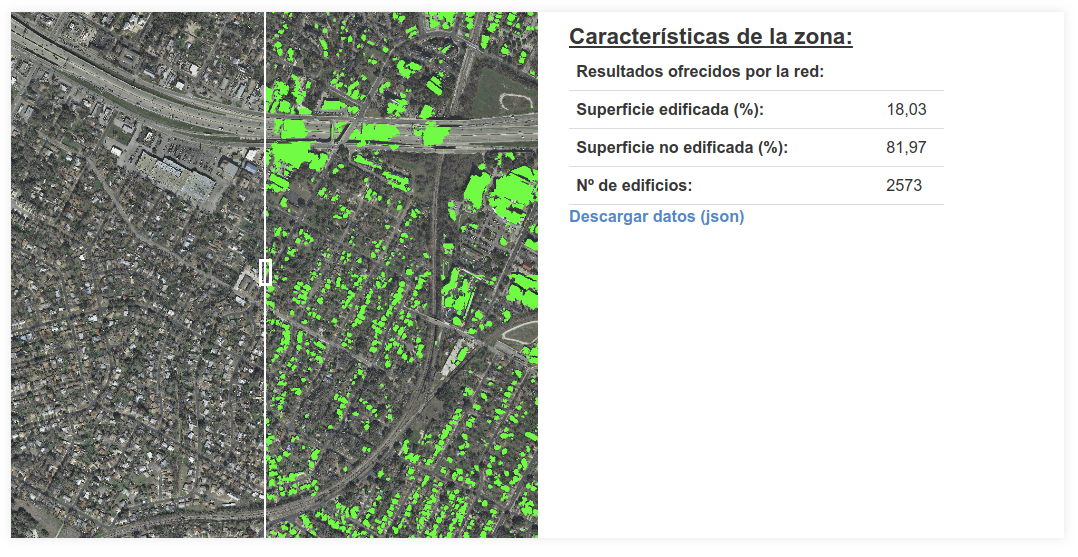 Características de la zona:
Resultados ofrecidos por la red:
Superficie edificada (%): 18,03
Superficie no edificada (%): 81,97
Nº de edificios: 2573
Descargar datos (json)